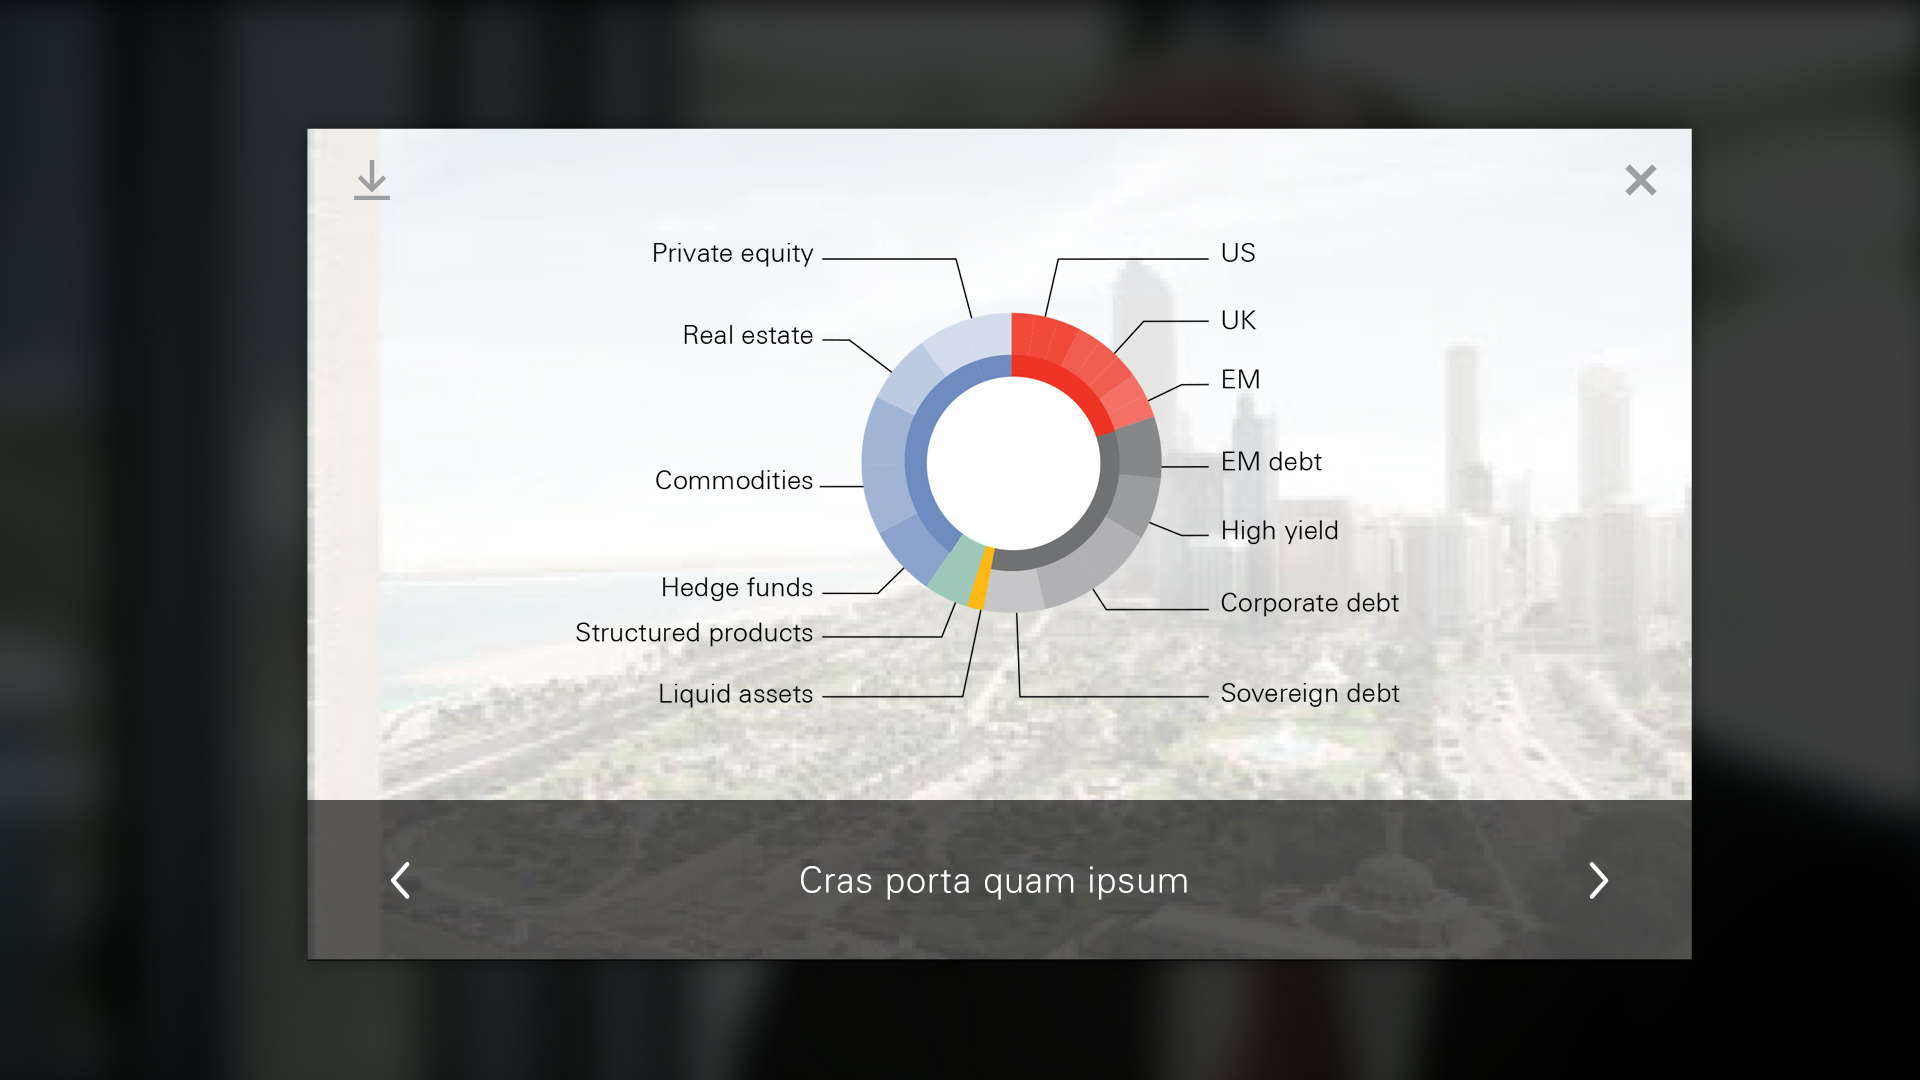 Private equity
US
Real estate
UK
EM
Commodities
EM debt
High yield
Hedge funds
Corporate debt
Structured products
Liquid assets
Sovereign debt
Cras porta quam ipsum